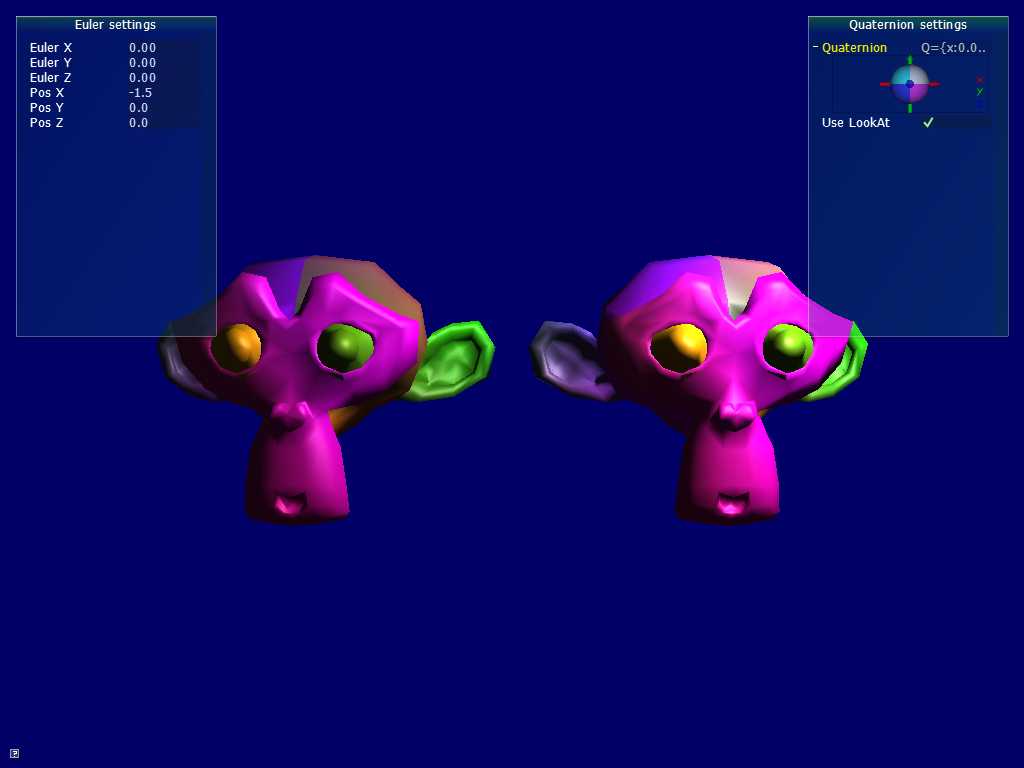 Euler settings
Euler X 0.00
Euler Y 0.00
Euler Z 0.00
Pos X -1.5
Pos Y 0.0
Pos Z 0.0
Quaternion settings
- Quaternion Q={x:0.0..
x
y
z
Use LookAt ✓
?